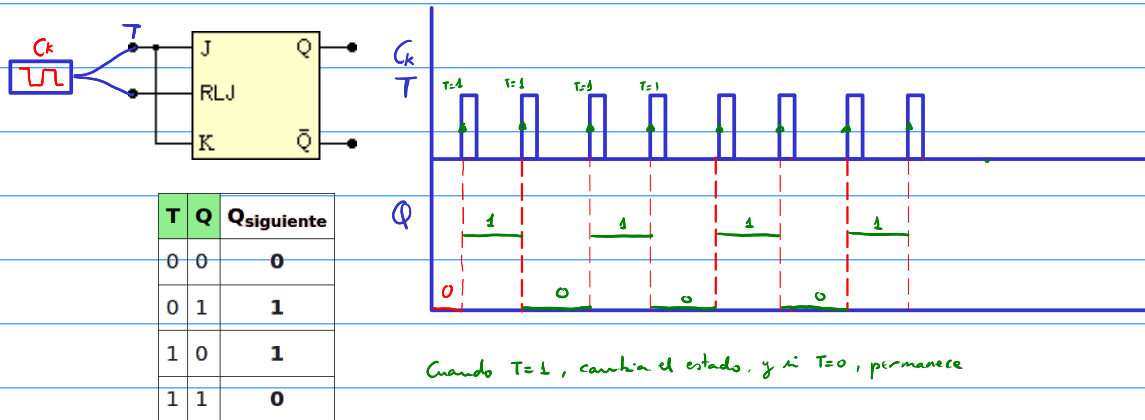 T
Ck
J Q
RLJ
K Q̄
T Q Qsiguiente
0 0 0
0 1 1
1 0 1
1 1 0
Ck
T
T=1 T=1 T=1 T=1
Q
1 1 1 1
0 0 0 0
Cuando T=1, cambia el estado, y si T=0, permanece